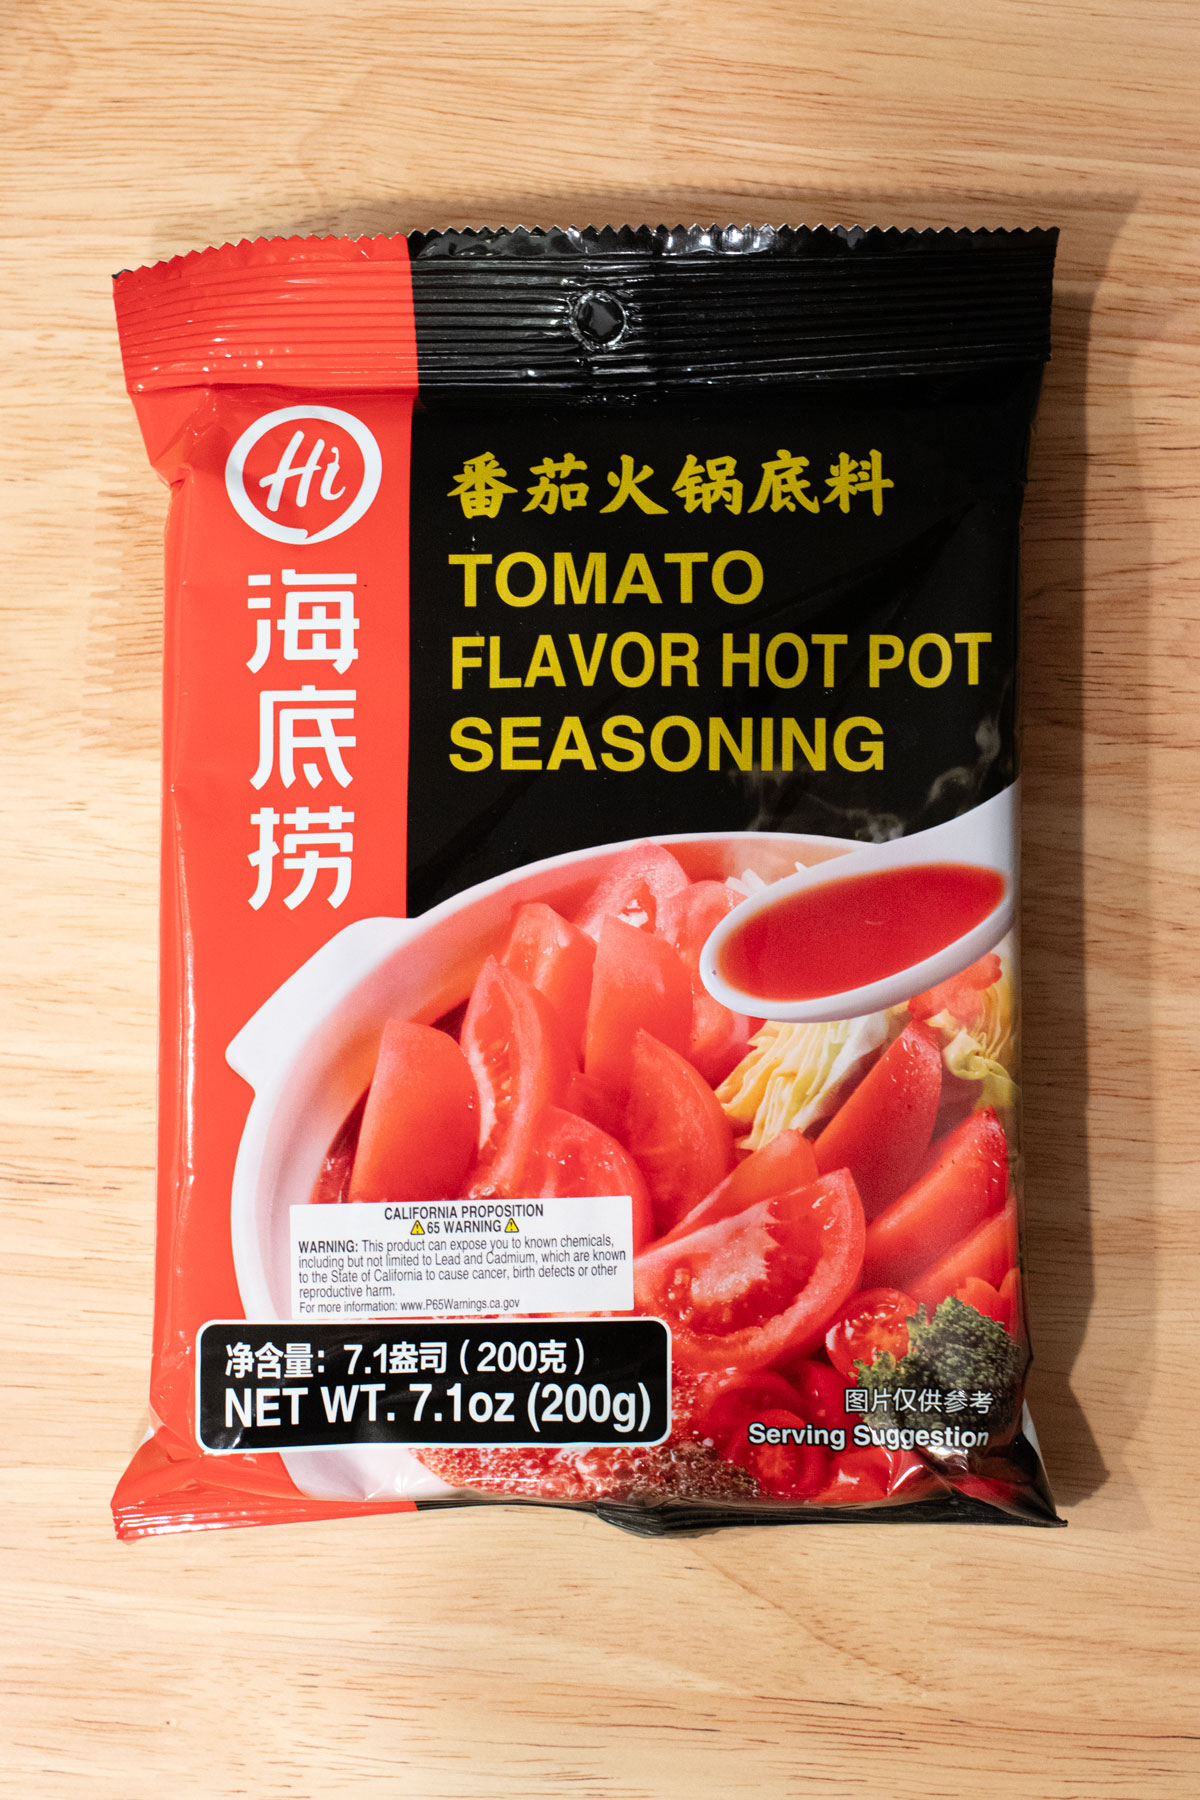 Hi
海底捞
番茄火锅底料
TOMATO
FLAVOR HOT POT
SEASONING
CALIFORNIA PROPOSITION
65 WARNING
WARNING: This product can expose you to known chemicals,
including but not limited to Lead and Cadmium, which are known
to the State of California to cause cancer, birth defects or other
reproductive harm.
For more information: www.P65Warnings.ca.gov
净含量：7.1盎司（200克）
NET WT. 7.1oz (200g)
图片仅供参考
Serving Suggestion